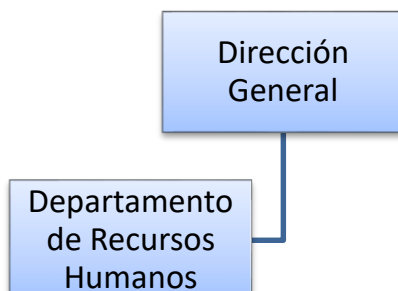 Dirección
General
Departamento
de Recursos
Humanos